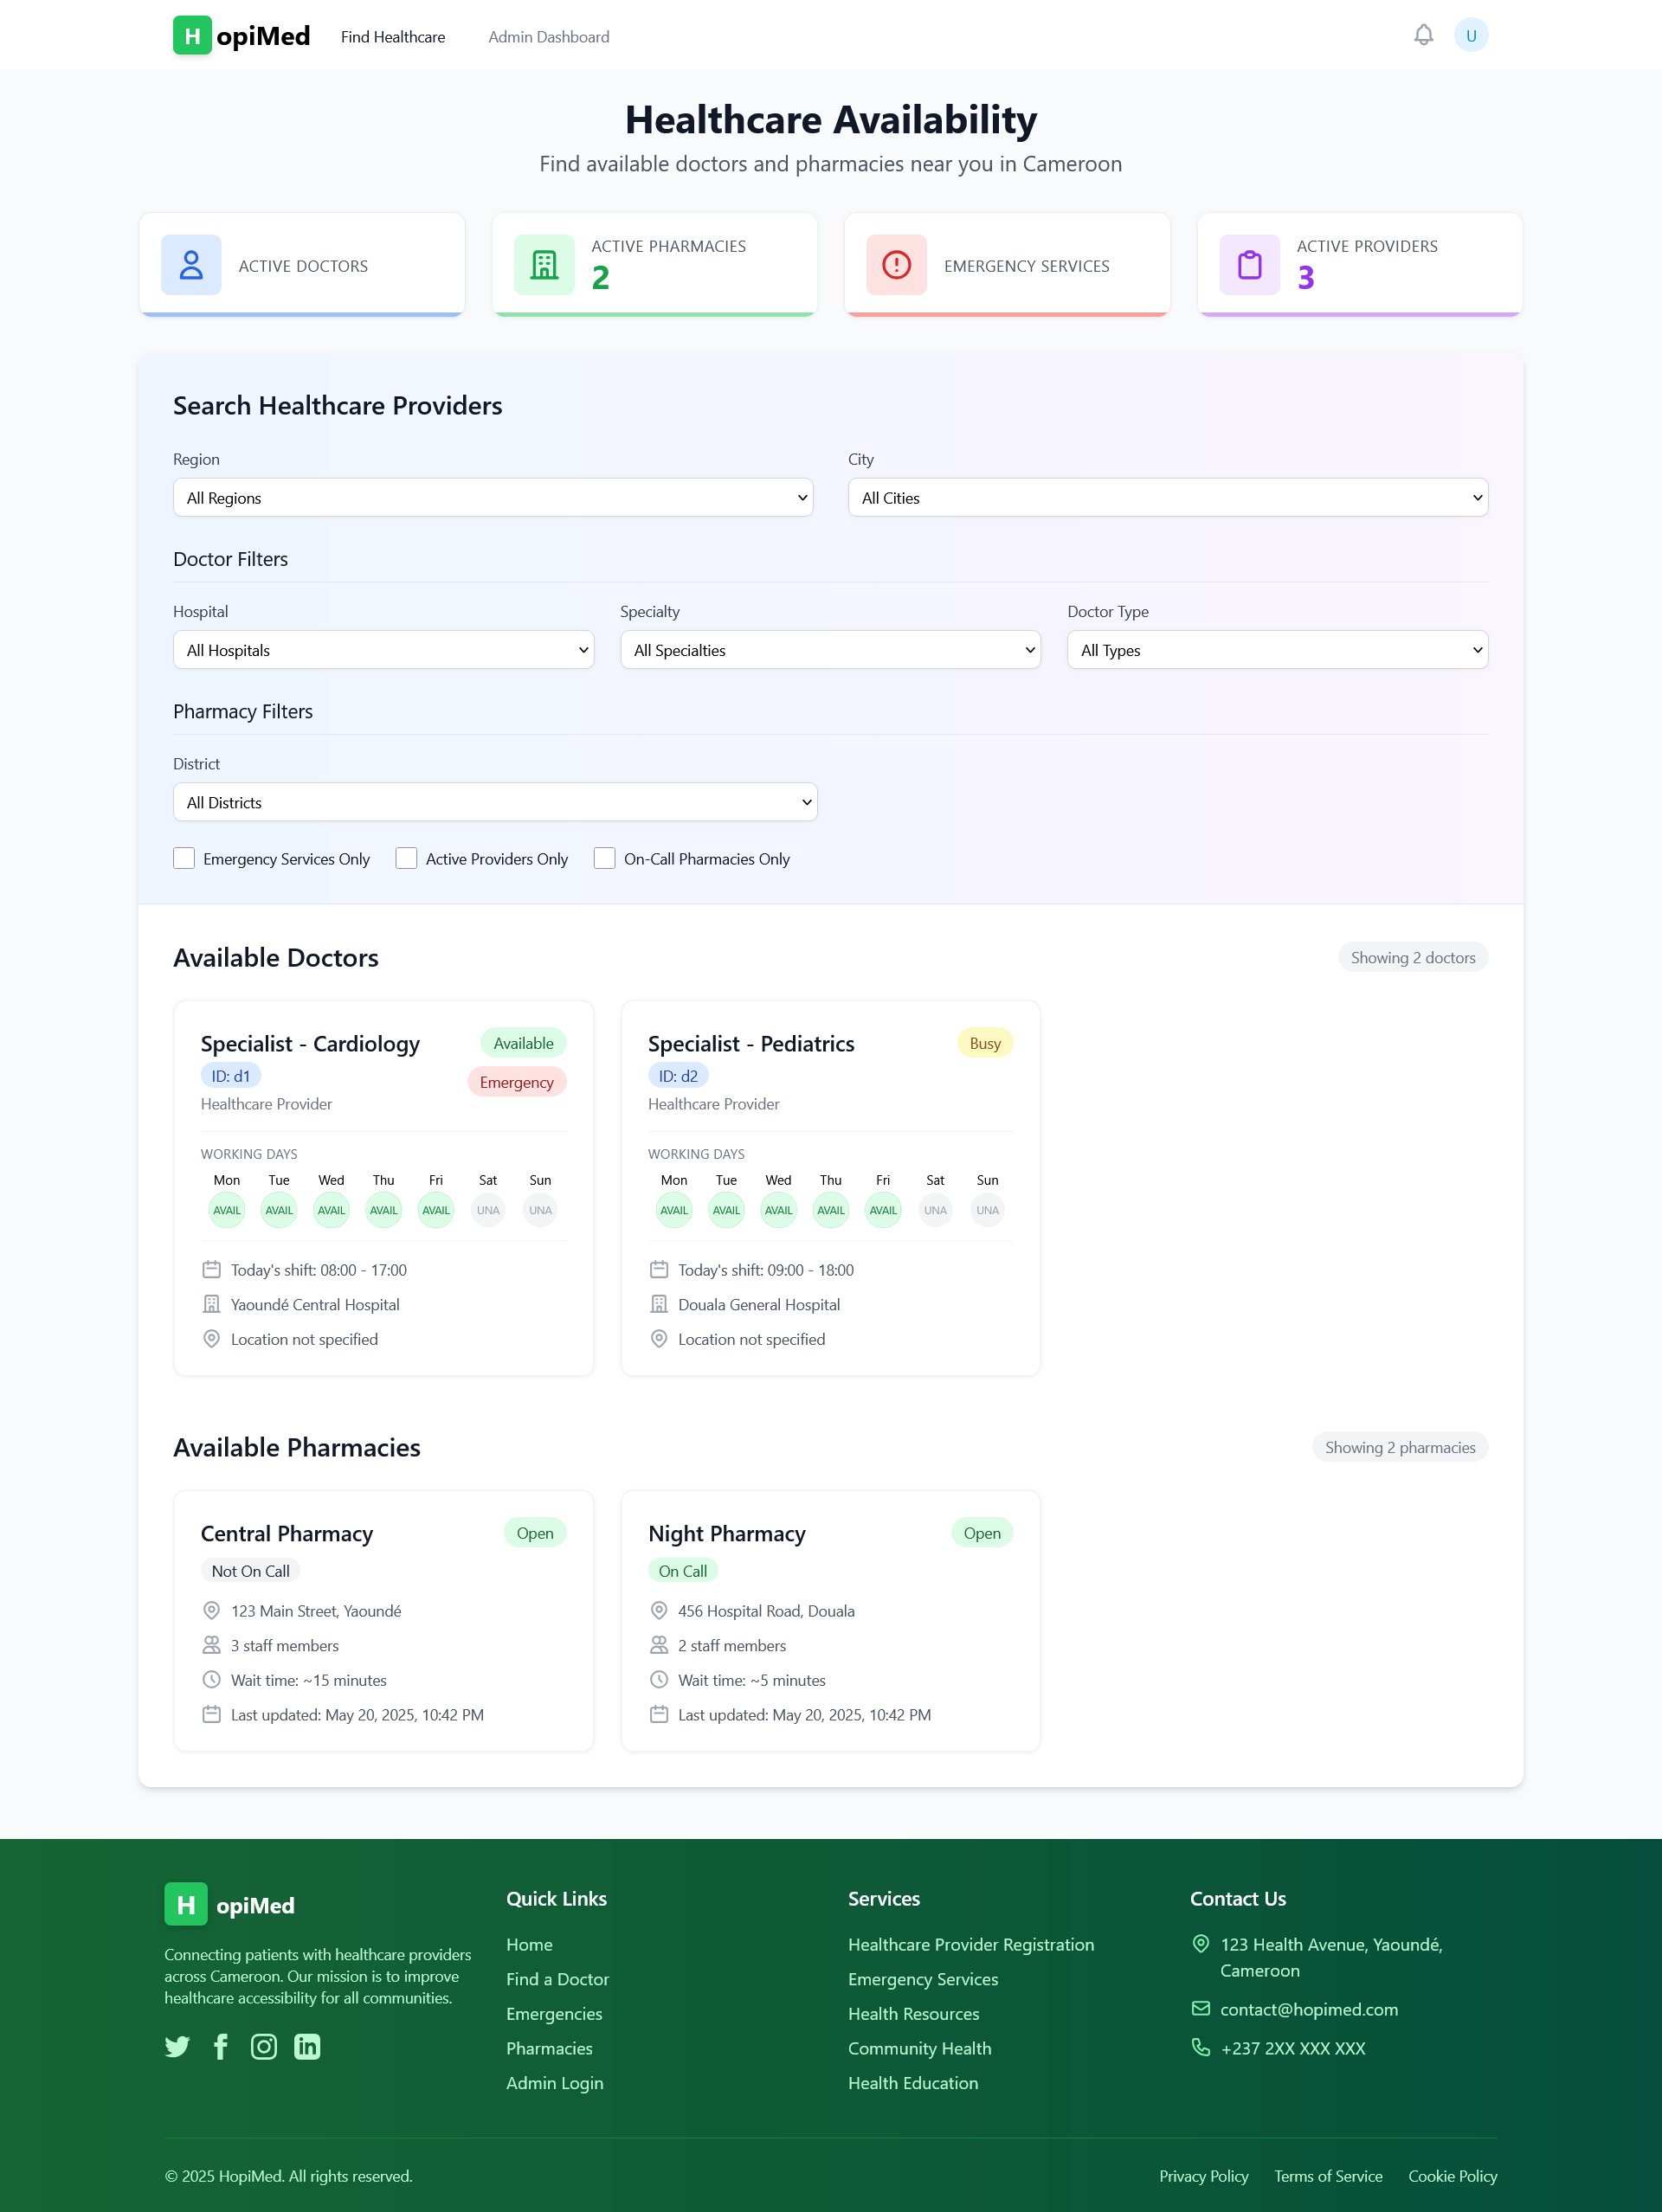 H opiMed
Find Healthcare
Admin Dashboard
U
Healthcare Availability
Find available doctors and pharmacies near you in Cameroon
ACTIVE DOCTORS
ACTIVE PHARMACIES
2
EMERGENCY SERVICES
ACTIVE PROVIDERS
3
Search Healthcare Providers
Region
All Regions
City
All Cities
Doctor Filters
Hospital
All Hospitals
Specialty
All Specialties
Doctor Type
All Types
Pharmacy Filters
District
All Districts
Emergency Services Only
Active Providers Only
On-Call Pharmacies Only
Available Doctors
Showing 2 doctors
Specialist - Cardiology
Available
ID: d1
Emergency
Healthcare Provider
WORKING DAYS
Mon Tue Wed Thu Fri Sat Sun
AVAIL AVAIL AVAIL AVAIL AVAIL UNA UNA
Today's shift: 08:00 - 17:00
Yaoundé Central Hospital
Location not specified
Specialist - Pediatrics
Busy
ID: d2
Healthcare Provider
WORKING DAYS
Mon Tue Wed Thu Fri Sat Sun
AVAIL AVAIL AVAIL AVAIL AVAIL UNA UNA
Today's shift: 09:00 - 18:00
Douala General Hospital
Location not specified
Available Pharmacies
Showing 2 pharmacies
Central Pharmacy
Open
Not On Call
123 Main Street, Yaoundé
3 staff members
Wait time: ~15 minutes
Last updated: May 20, 2025, 10:42 PM
Night Pharmacy
Open
On Call
456 Hospital Road, Douala
2 staff members
Wait time: ~5 minutes
Last updated: May 20, 2025, 10:42 PM
H opiMed
Connecting patients with healthcare providers
across Cameroon. Our mission is to improve
healthcare accessibility for all communities.
Quick Links
Home
Find a Doctor
Emergencies
Pharmacies
Admin Login
Services
Healthcare Provider Registration
Emergency Services
Health Resources
Community Health
Health Education
Contact Us
123 Health Avenue, Yaoundé,
Cameroon
contact@hopimed.com
+237 2XX XXX XXX
© 2025 HopiMed. All rights reserved.
Privacy Policy
Terms of Service
Cookie Policy